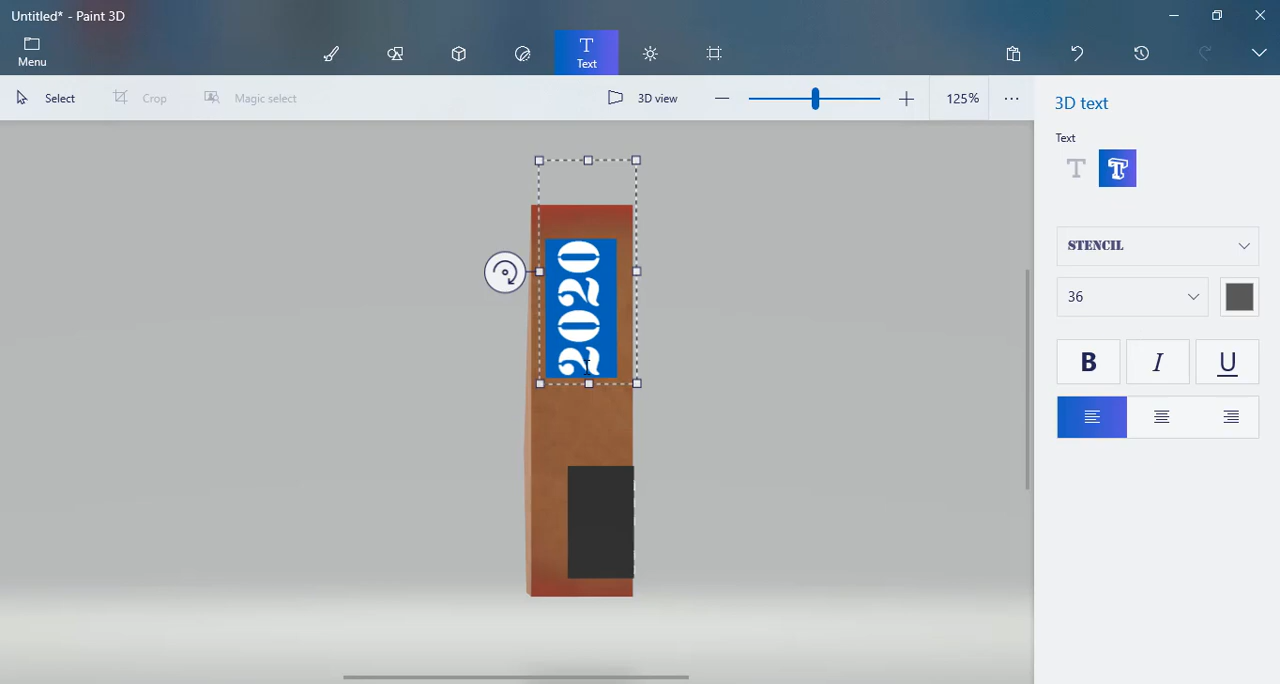 Untitled* - Paint 3D
Menu
Text
Select
Crop
Magic select
3D view
125%
3D text
Text
STENCIL
36
B
I
U
2020